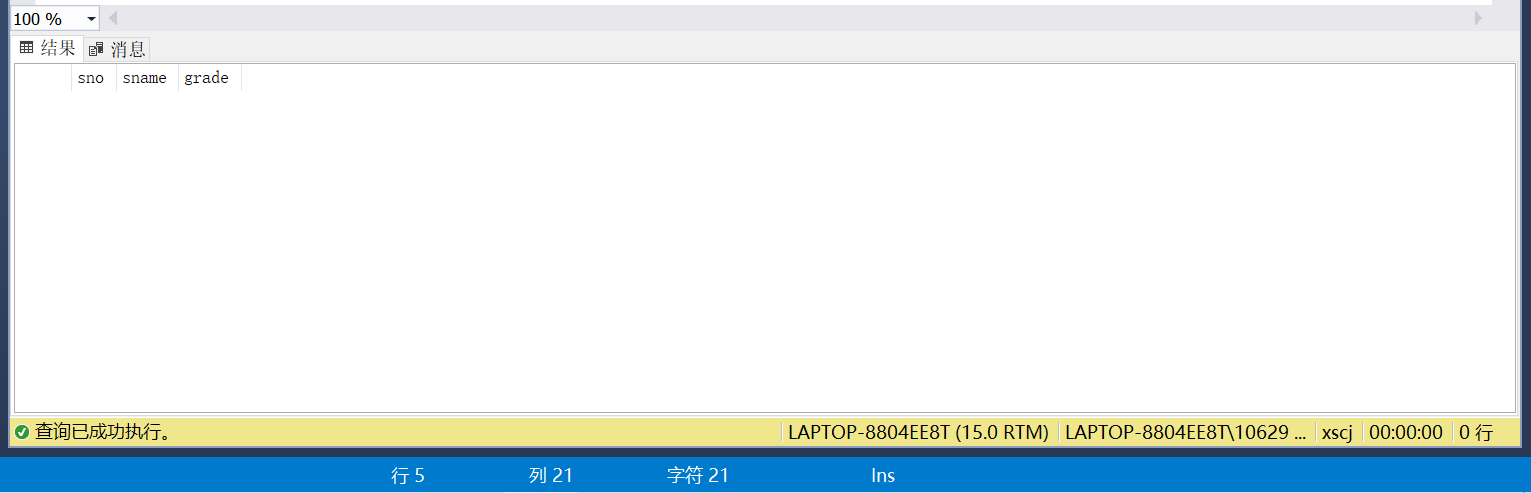 100 %
结果 消息
sno sname grade
查询已成功执行。 LAPTOP-8804EE8T (15.0 RTM) LAPTOP-8804EE8T\10629 ... xscj 00:00:00 0 行
行 5 列 21 字符 21 Ins